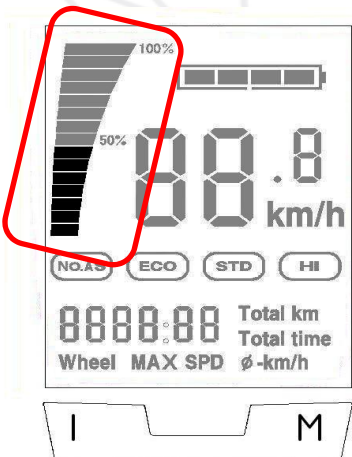 100%
50%
88.8
km/h
NO.AS ECO STD HI
8888:88 Total km
Total time
Wheel MAX SPD ø-km/h
I M